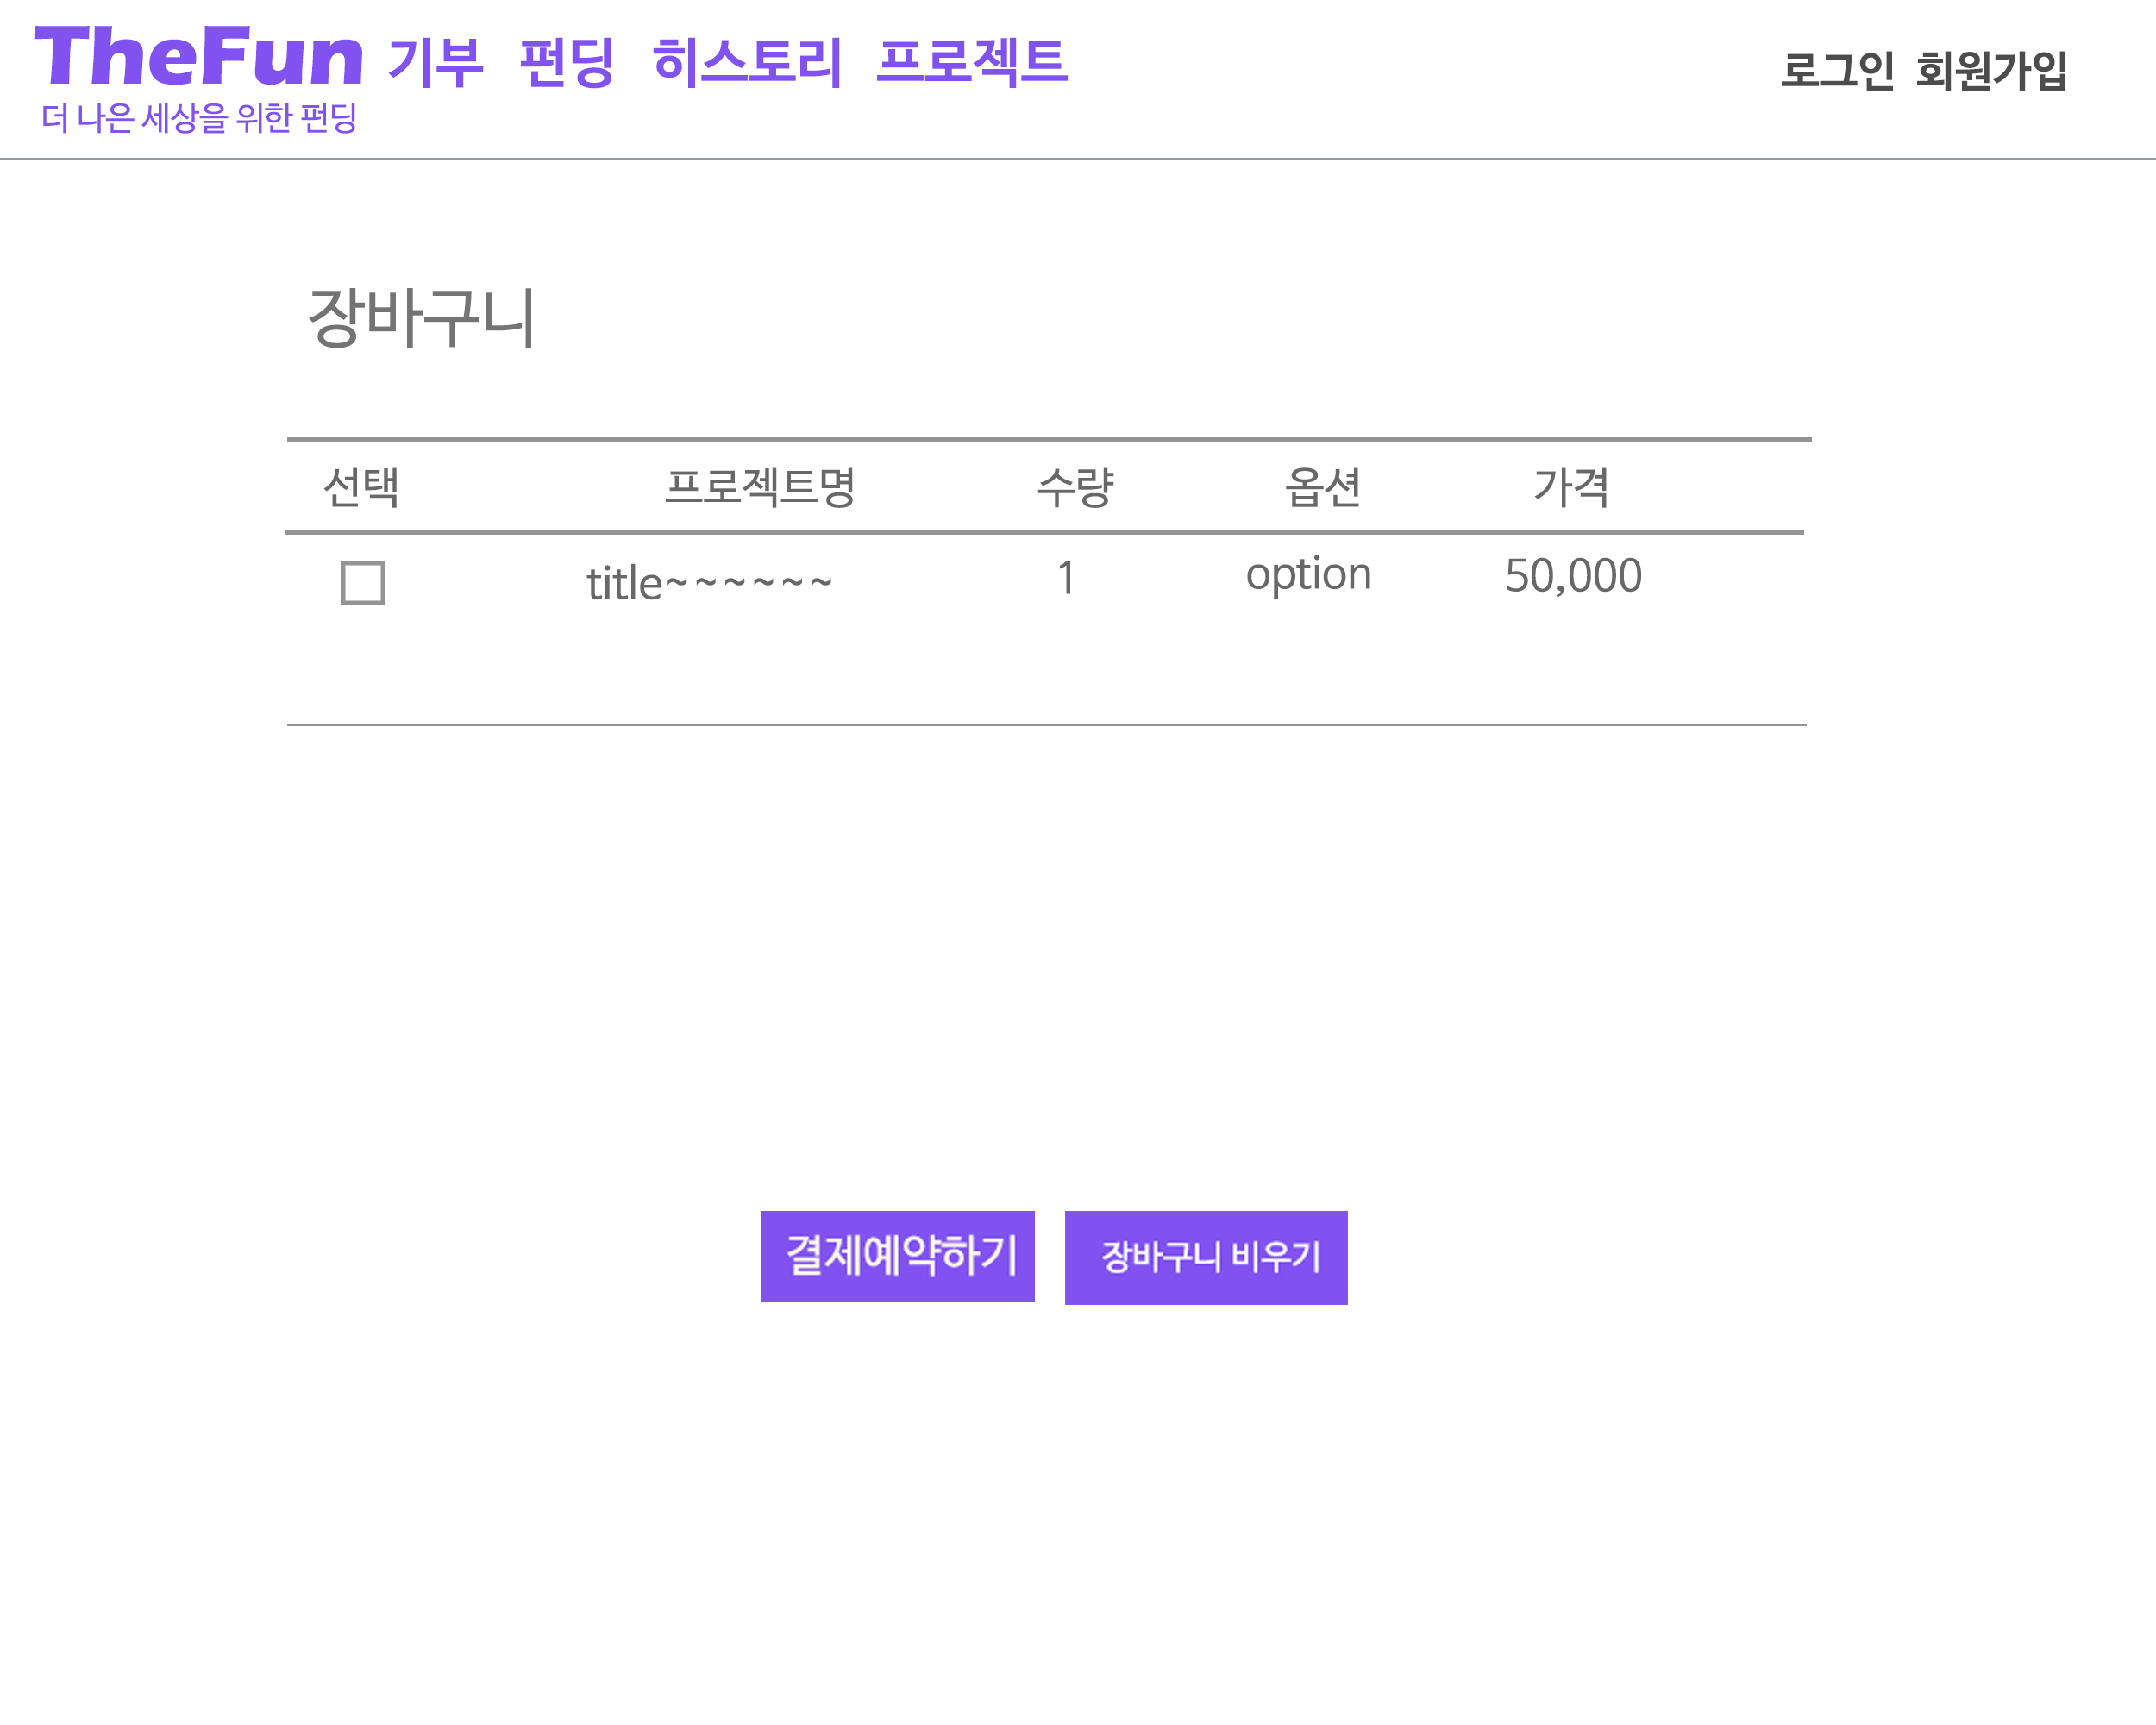 TheFun 기부 펀딩 히스토리 프로젝트 로그인 회원가입
더 나은 세상을 위한 펀딩
장바구니
선택 프로젝트명 수량 옵션 가격
title~~~~~~ 1 option 50,000
결제예약하기 장바구니 비우기